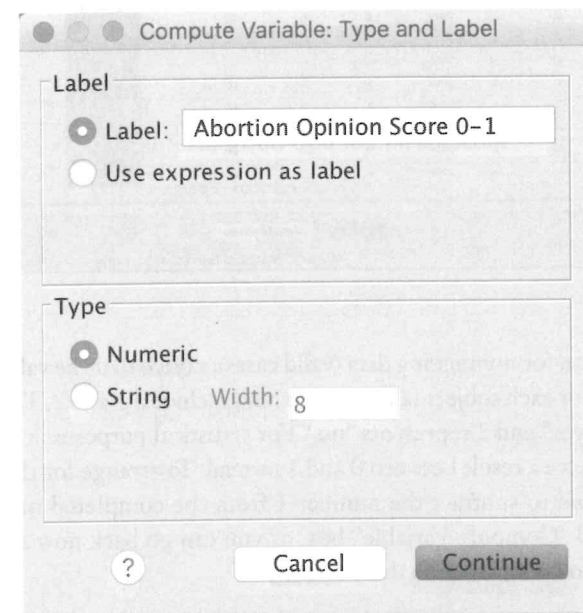 Compute Variable: Type and Label
Label
Label: Abortion Opinion Score 0-1
Use expression as label
Type
Numeric
String Width: 8
? Cancel Continue